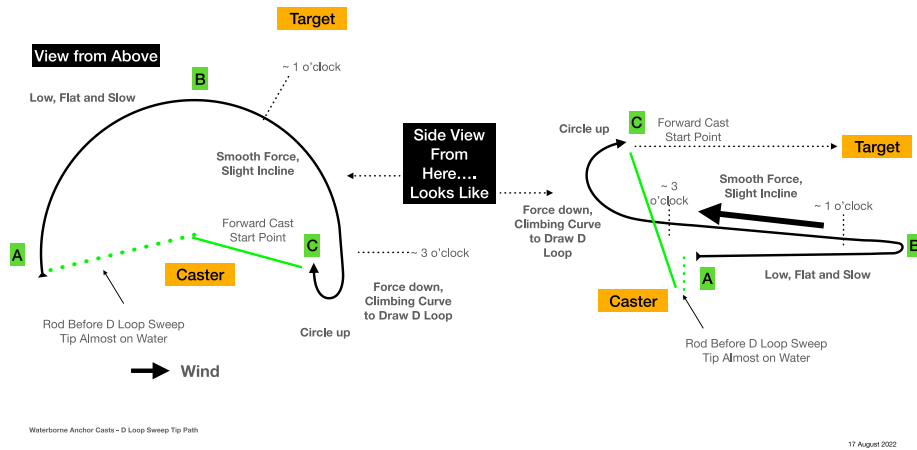 Target
View from Above
~ 1 o'clock
B
Low, Flat and Slow
Smooth Force,
Slight Incline
Forward Cast
Start Point
A
C
~ 3 o'clock
Caster
Force down,
Climbing Curve
to Draw D Loop
Circle up
Rod Before D Loop Sweep
Tip Almost on Water
Wind
Side View
From
Here....
Looks Like
C
Forward Cast
Start Point
Circle up
Target
~ 3
o'clock
Smooth Force,
Slight Incline
~ 1 o'clock
Force down,
Climbing Curve
to Draw D
Loop
B
A
Low, Flat and Slow
Caster
Rod Before D Loop Sweep
Tip Almost on Water
Waterborne Anchor Casts – D Loop Sweep Tip Path
17 August 2022